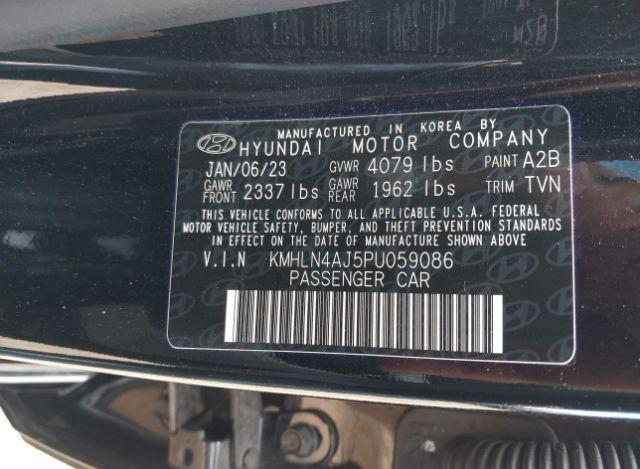 MANUFACTURED IN KOREA BY
HYUNDAI MOTOR COMPANY
JAN/06/23 GVWR 4079 lbs PAINT A2B
GAWR FRONT 2337 lbs GAWR REAR 1962 lbs TRIM TVN
THIS VEHICLE CONFORMS TO ALL APPLICABLE U.S.A. FEDERAL
MOTOR VEHICLE SAFETY, BUMPER, AND THEFT PREVENTION STANDARDS
IN EFFECT ON THE DATE OF MANUFACTURE SHOWN ABOVE
V.I.N KMHLN4AJ5PU059086
PASSENGER CAR